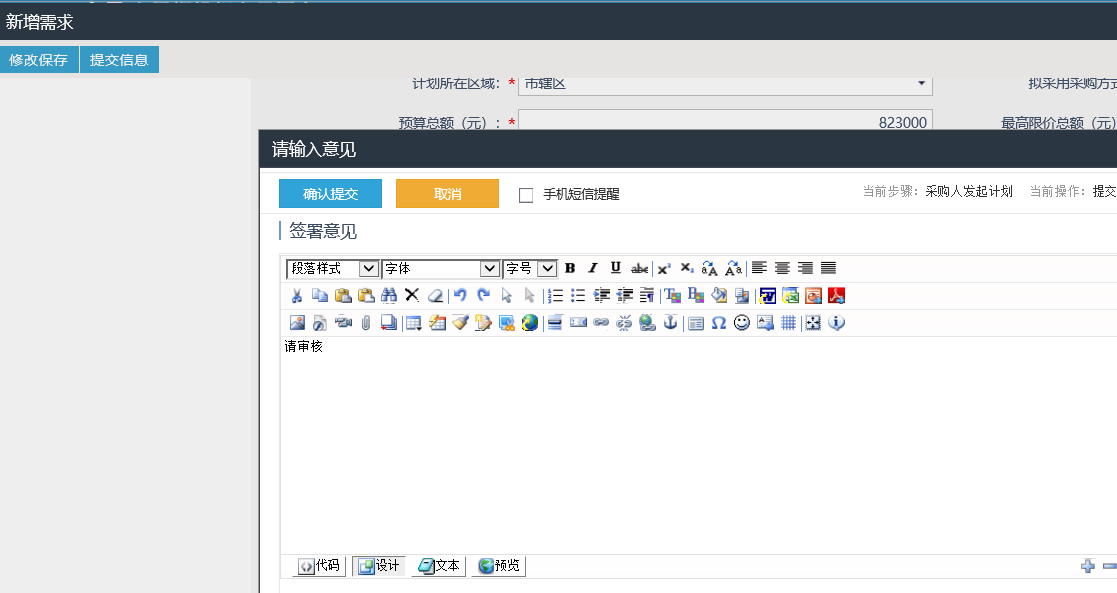 新增需求
修改保存 提交信息
计划所在区域：* 市辖区 拟采用采购方式
预算总额（元）：* 823000 最高限价总额（元）
请输入意见
确认提交 取消 手机短信提醒 当前步骤：采购人发起计划 当前操作：提交
签署意见
段落样式 字体 字号
请审核
代码 设计 文本 预览